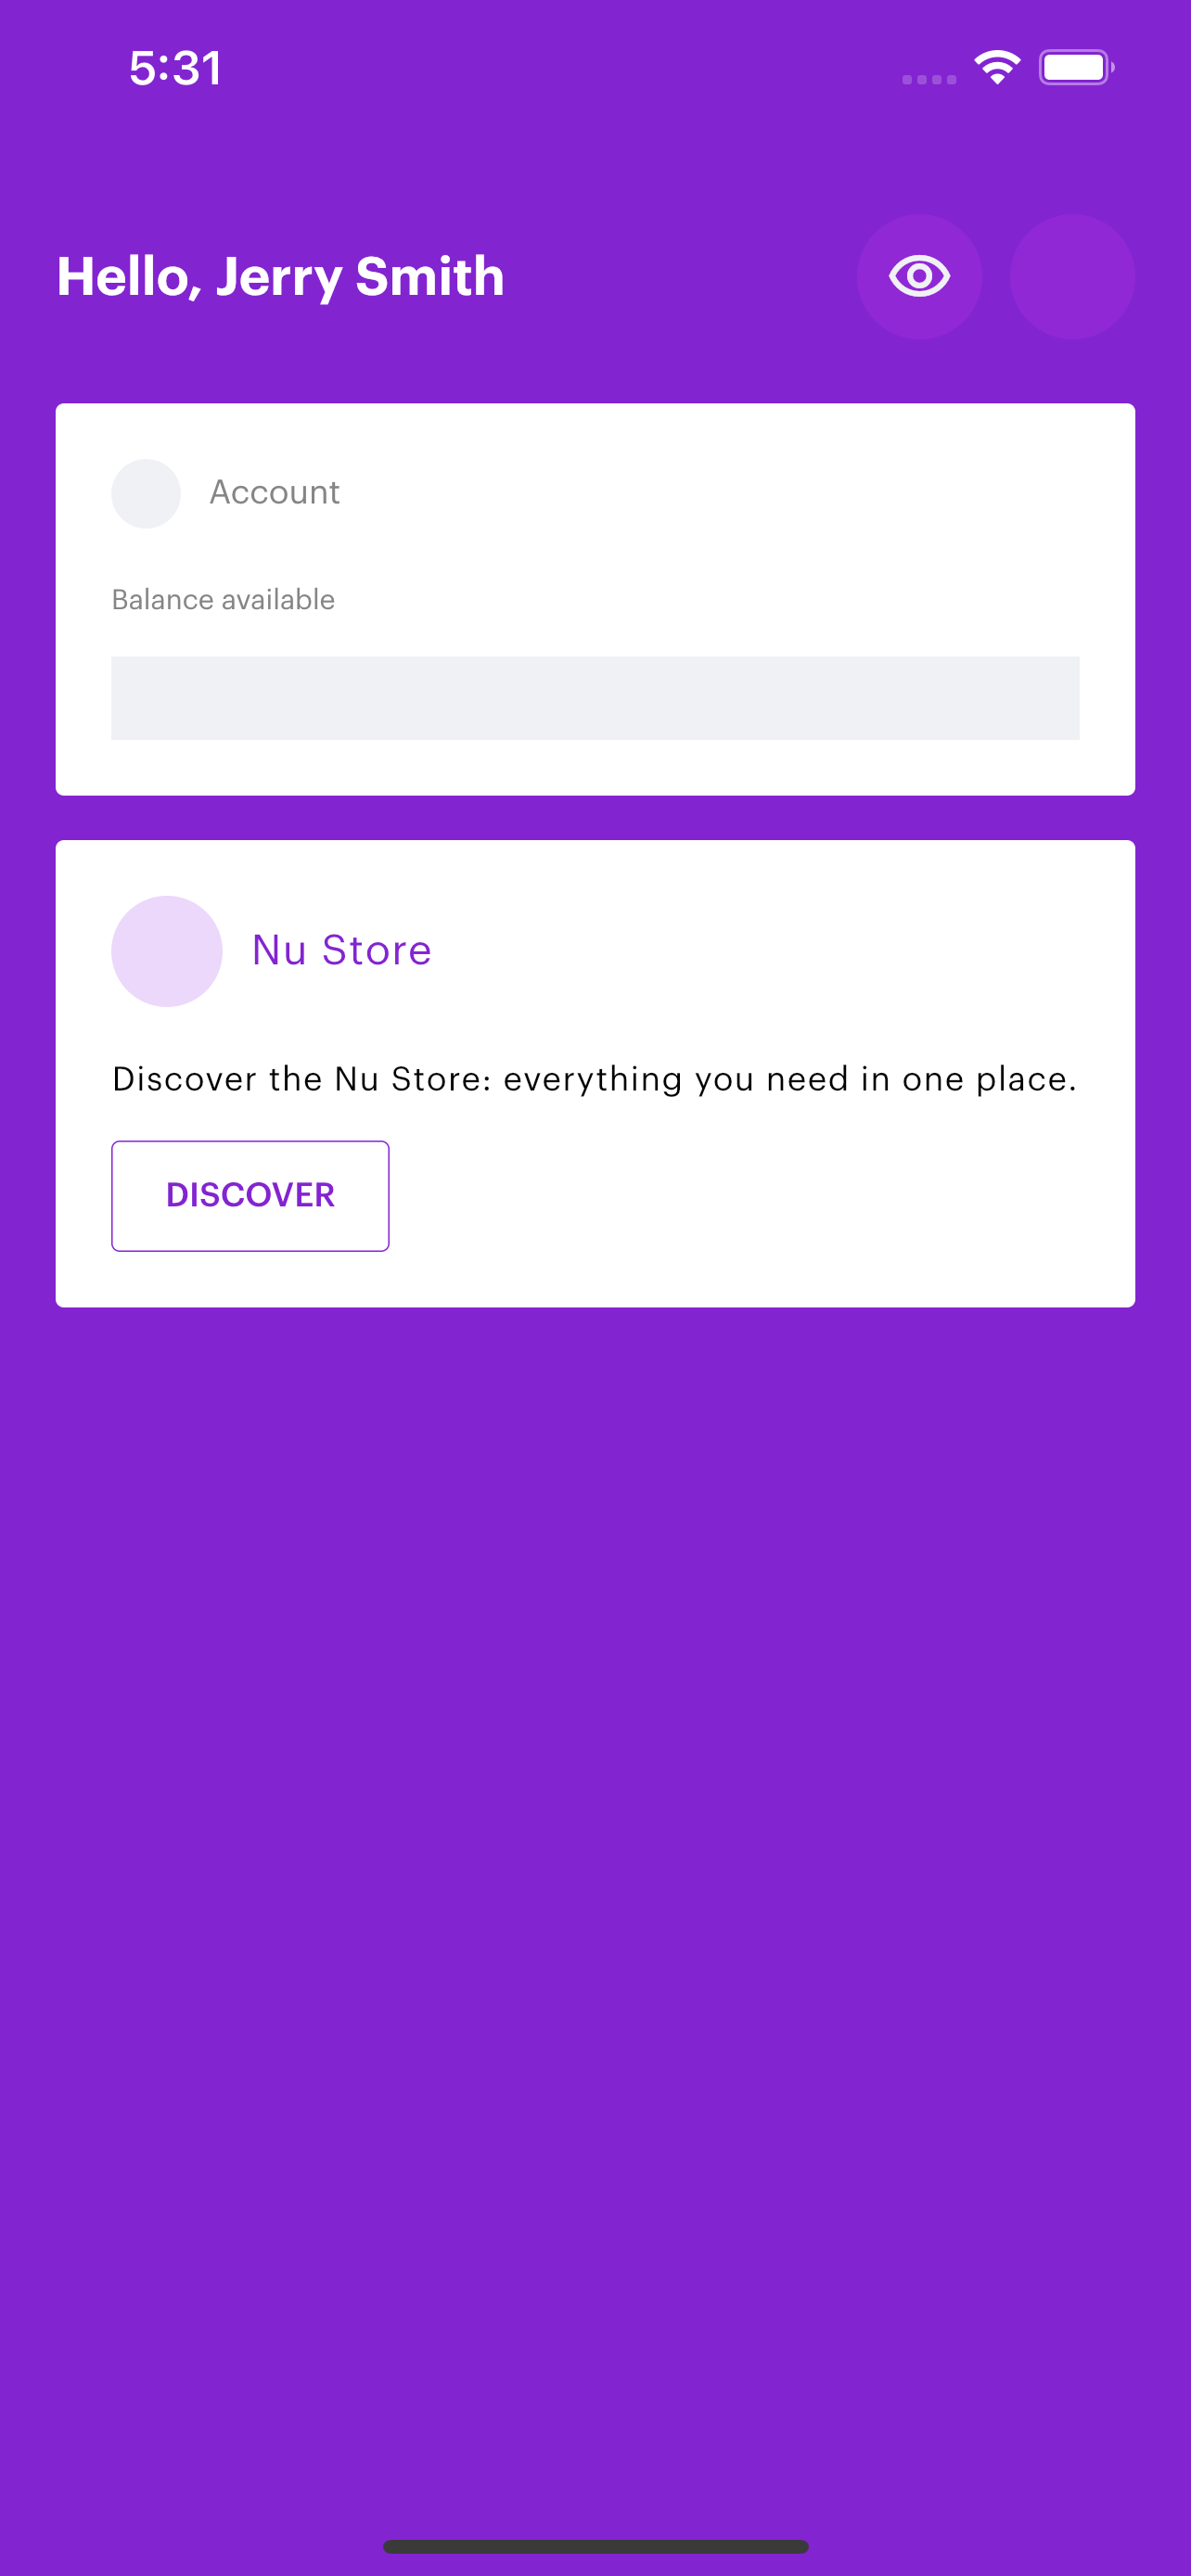 5:31
Hello, Jerry Smith
Account
Balance available
Nu Store
Discover the Nu Store: everything you need in one place.
DISCOVER